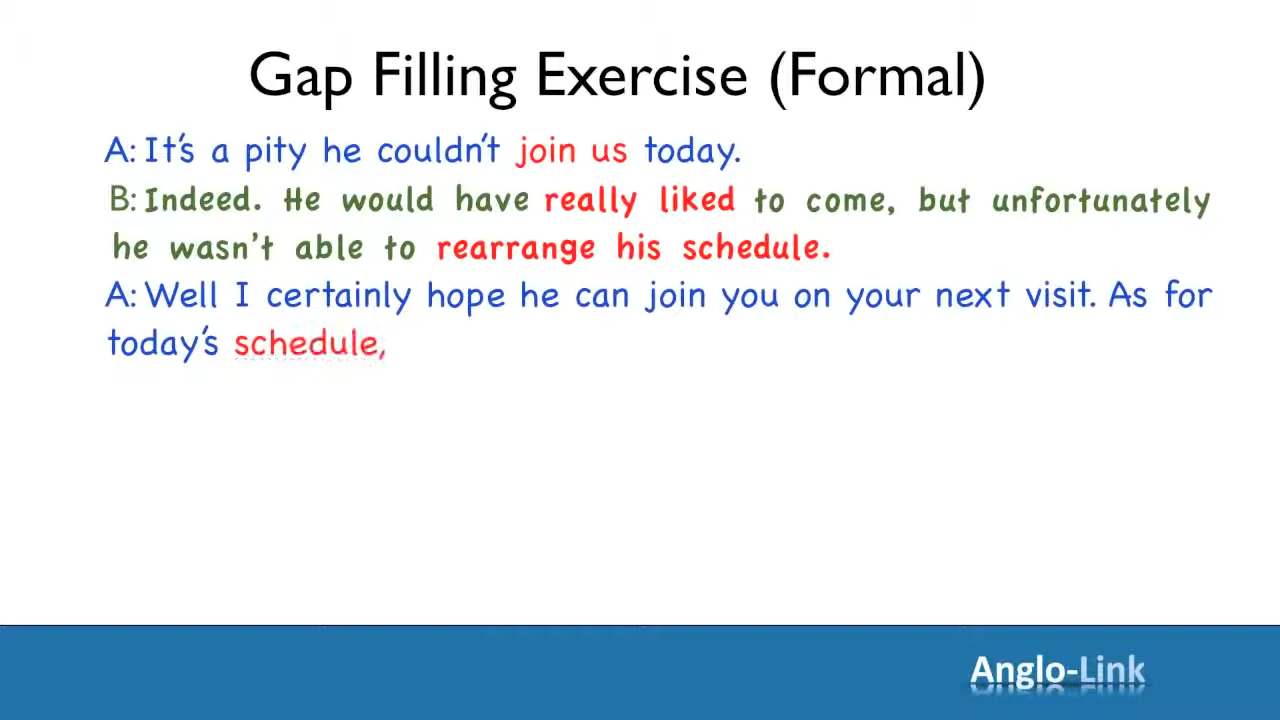 Gap Filling Exercise (Formal)
A: It's a pity he couldn't join us today.
B: Indeed. He would have really liked to come, but unfortunately
he wasn't able to rearrange his schedule.
A: Well I certainly hope he can join you on your next visit. As for
today's schedule,
Anglo-Link